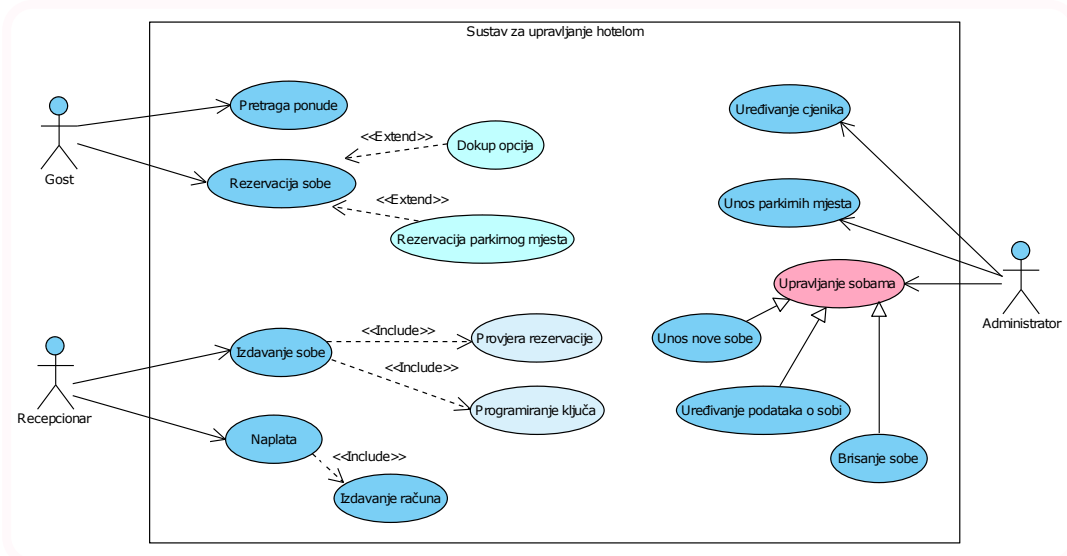 Sustav za upravljanje hotelom
Pretraga ponude
Uređivanje cjenika
<<Extend>>
Dokup opcija
Gost
Rezervacija sobe
<<Extend>>
Unos parkirnih mjesta
Rezervacija parkirnog mjesta
Upravljanje sobama
Administrator
<<Include>>
Provjera rezervacije
Unos nove sobe
Izdavanje sobe
<<Include>>
Recepcionar
Programiranje ključa
Uređivanje podataka o sobi
Naplata
<<Include>>
Brisanje sobe
Izdavanje računa